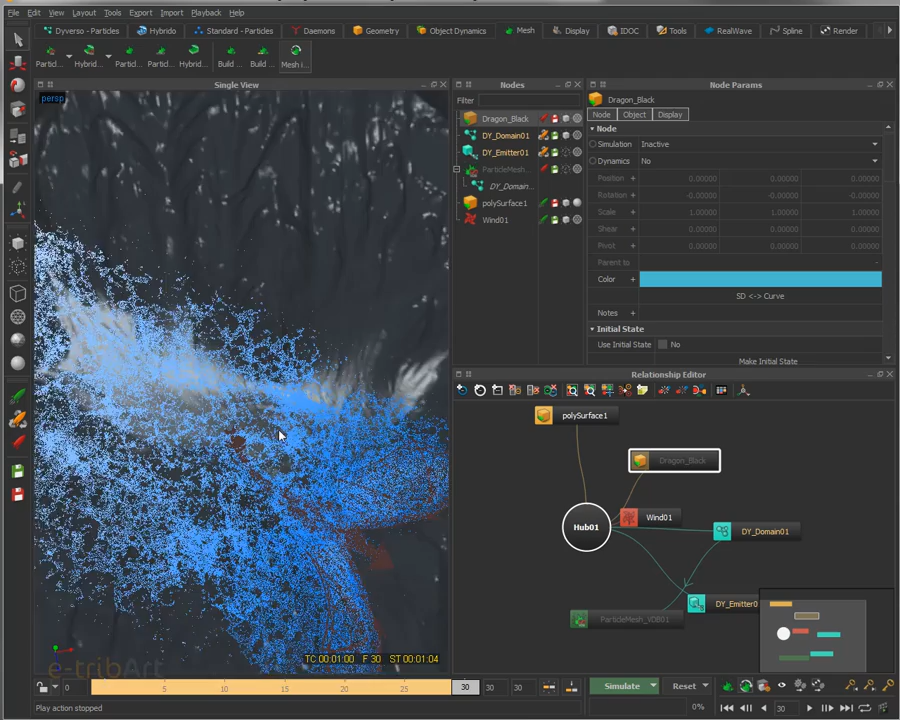 File Edit View Layout Tools Export Import Playback Help
Dyverso - Particles Hybrido Standard - Particles Daemons Geometry Object Dynamics Mesh Display IDOC Tools RealWave Spline Render
Particl... Hybrid... Partic... Partic... Hybrid... Build ... Build ... Mesh i...
Single View
persp
e-tribArt
TC 00:01:00 F 30 ST 00:01:04
Nodes
Filter
Dragon_Black
DY_Domain01
DY_Emitter01
ParticleMesh...
DY_Domain...
polySurface1
Wind01
Node Params
Dragon_Black
Node Object Display
Node
Simulation Inactive
Dynamics No
Position + 0.00000 0.00000 0.00000
Rotation + -0.00000 -0.00000 0.00000
Scale + 1.00000 1.00000 1.00000
Shear + 0.00000 0.00000 0.00000
Pivot + -0.00000 -0.00000 0.00000
Parent to -
Color +
SD <-> Curve
Notes +
Initial State
Use Initial State No
Make Initial State
Relationship Editor
polySurface1
Dragon_Black
Hub01
Wind01
DY_Domain01
DY_Emitter0
ParticleMesh_VDB01
0 5 10 15 20 25 30 30 30
Simulate Reset
Play action stopped
0%
30